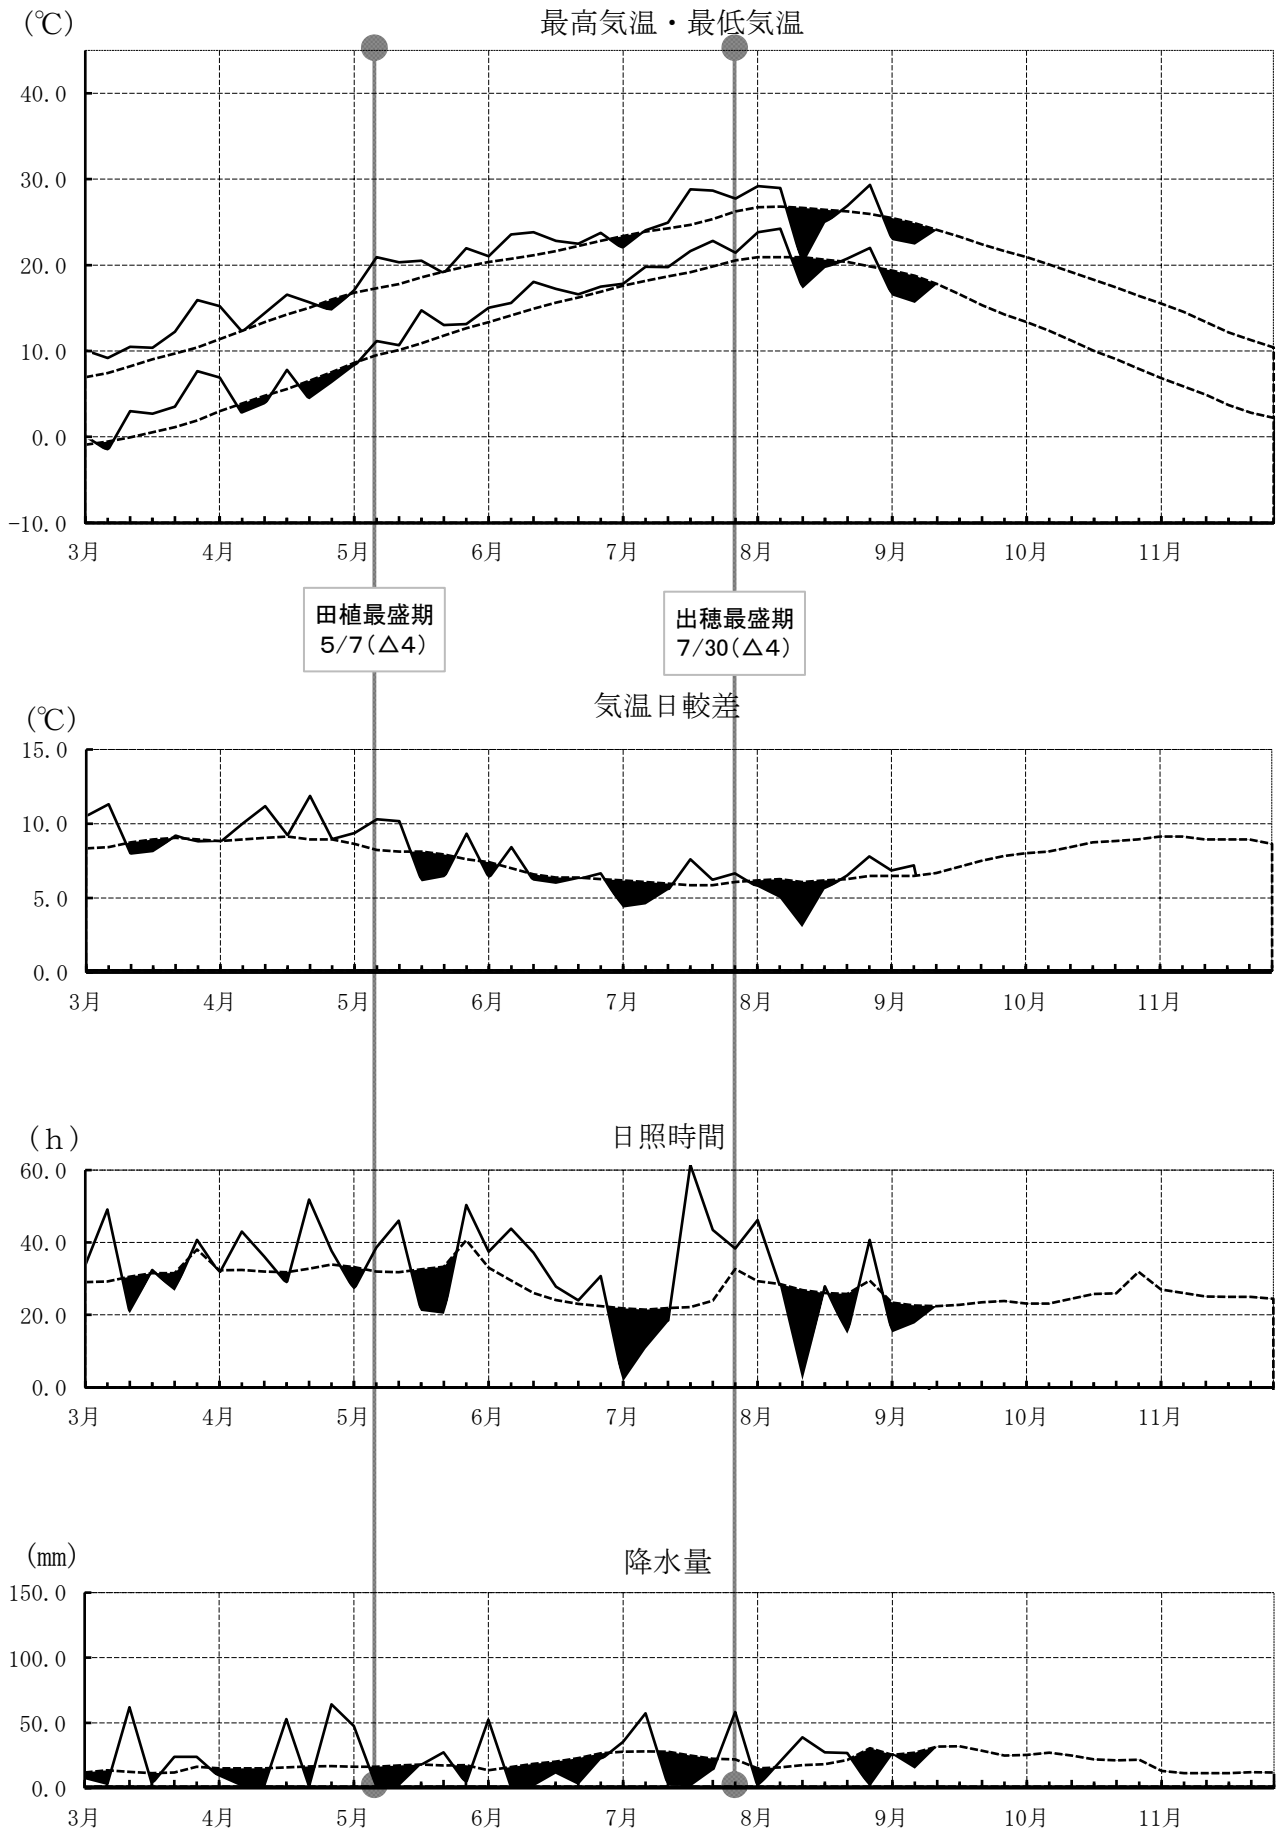 最高気温・最低気温
(℃)
40.0
30.0
20.0
10.0
0.0
-10.0
3月 4月 5月 6月 7月 8月 9月 10月 11月
田植最盛期
5/7(△4)
出穂最盛期
7/30(△4)
気温日較差
(℃)
15.0
10.0
5.0
0.0
3月 4月 5月 6月 7月 8月 9月 10月 11月
日照時間
(ｈ)
60.0
40.0
20.0
0.0
3月 4月 5月 6月 7月 8月 9月 10月 11月
降水量
(㎜)
150.0
100.0
50.0
0.0
3月 4月 5月 6月 7月 8月 9月 10月 11月